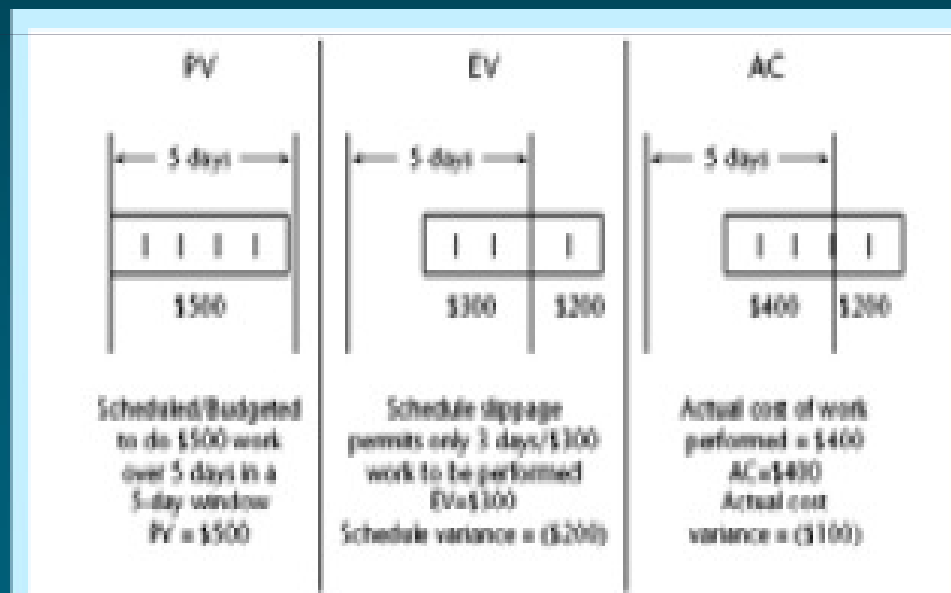 PV
5 days
$500
Scheduled/Budgeted
to do $500 work
over 5 days in a
5-day window
PV = $500
EV
5 days
$300 $200
Schedule slippage
permits only 3 days/$300
work to be performed
EV=$300
Schedule variance = ($200)
AC
5 days
$400 $200
Actual cost of work
performed = $400
AC=$400
Actual cost
variance = ($100)